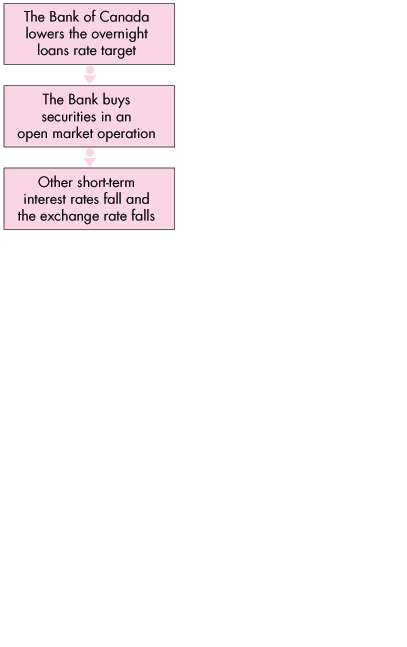 The Bank of Canada
lowers the overnight
loans rate target
The Bank buys
securities in an
open market operation
Other short-term
interest rates fall and
the exchange rate falls